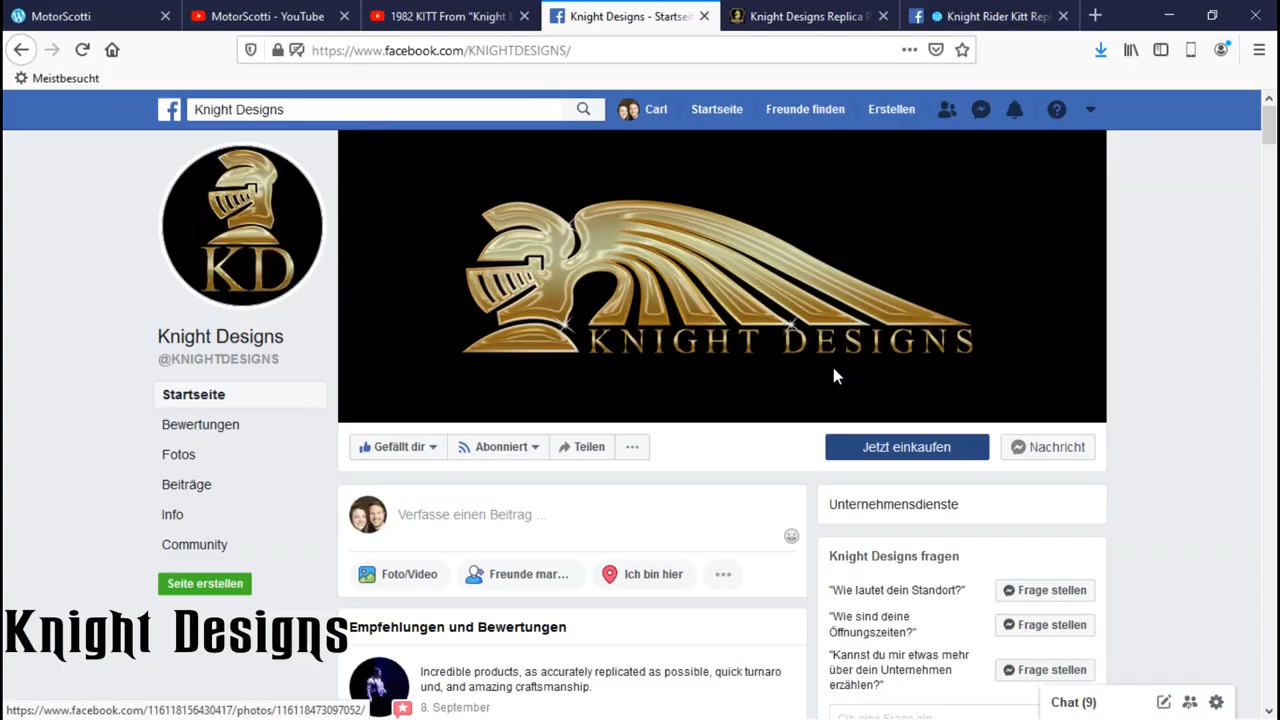 MotorScotti
MotorScotti - YouTube
1982 KITT From "Knight
Knight Designs - Startsei
Knight Designs Replica
Knight Rider Kitt Rep
https://www.facebook.com/KNIGHTDESIGNS/
Meistbesucht
Knight Designs
Carl
Startseite
Freunde finden
Erstellen
KD
KNIGHT DESIGNS
Knight Designs
@KNIGHTDESIGNS
Startseite
Bewertungen
Fotos
Beiträge
Info
Community
Seite erstellen
Gefällt dir
Abonniert
Teilen
Jetzt einkaufen
Nachricht
Verfasse einen Beitrag ...
Foto/Video
Freunde mar...
Ich bin hier
Unternehmensdienste
Knight Designs fragen
"Wie lautet dein Standort?"
Frage stellen
"Wie sind deine
Öffnungszeiten?"
Frage stellen
"Kannst du mir etwas mehr
über dein Unternehmen
erzählen?"
Frage stellen
Knight Designs
Empfehlungen und Bewertungen
Incredible products, as accurately replicated as possible, quick turnaro
und, and amazing craftsmanship.
8. September
Chat (9)
https://www.facebook.com/116118156430417/photos/116118473097052/